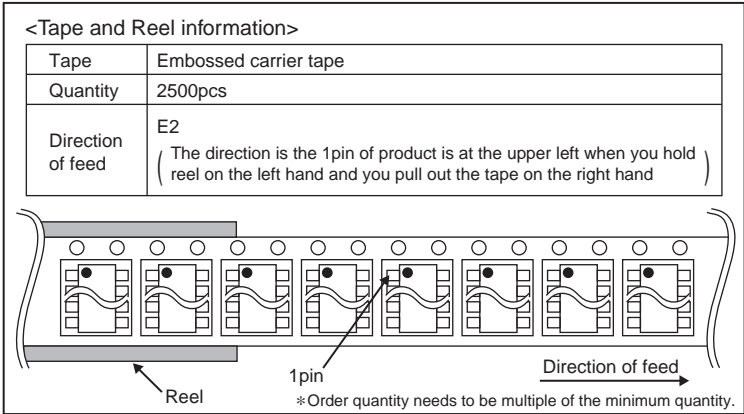 <Tape and Reel information>
Tape Embossed carrier tape
Quantity 2500pcs
Direction of feed E2
( The direction is the 1pin of product is at the upper left when you hold
reel on the left hand and you pull out the tape on the right hand )
1pin
Reel
Direction of feed
∗Order quantity needs to be multiple of the minimum quantity.